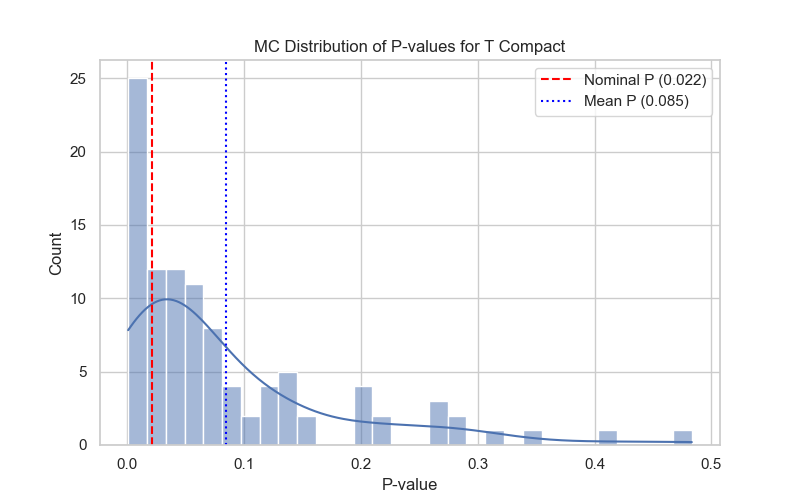 MC Distribution of P-values for T Compact
Nominal P (0.022)
Mean P (0.085)
25
20
15
10
5
0
Count
0.0
0.1
0.2
0.3
0.4
0.5
P-value